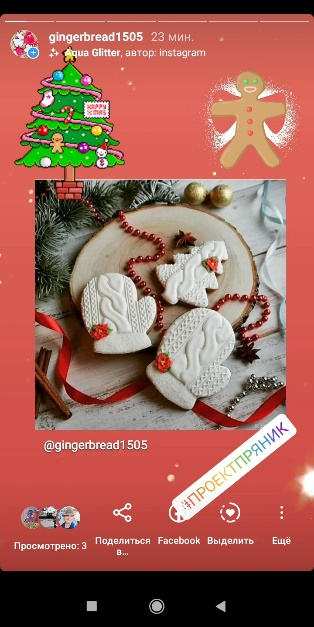 gingerbread1505 23 мин.
Aqua Glitter, автор: instagram
HAPPY
XMAS
@gingerbread1505
#ПРОЕКТПРЯНИК
Просмотрено: 3
Поделиться
в...
Facebook
Выделить
Ещё